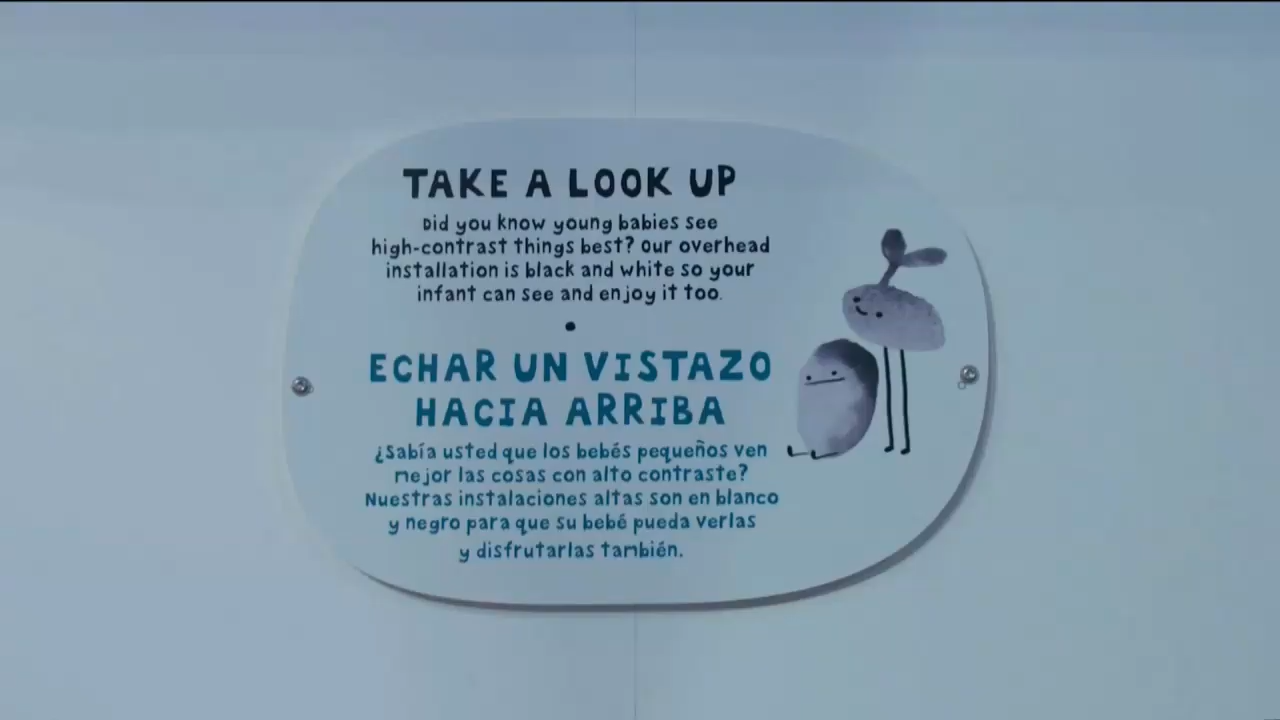 TAKE A LOOK UP
Did you know young babies see
high-contrast things best? Our overhead
installation is black and white so your
infant can see and enjoy it too.
•
ECHAR UN VISTAZO
HACIA ARRIBA
¿Sabía usted que los bebés pequeños ven
mejor las cosas con alto contraste?
Nuestras instalaciones altas son en blanco
y negro para que su bebé pueda verlas
y disfrutarlas también.